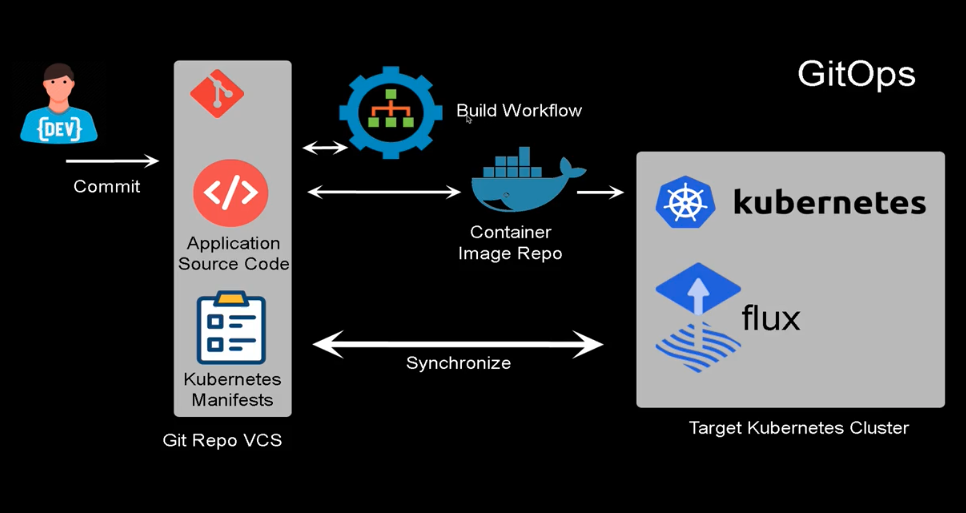 GitOps
{DEV}
Commit
Build Workflow
</>
Application
Source Code
Container
Image Repo
kubernetes
flux
Kubernetes
Manifests
Synchronize
Git Repo VCS
Target Kubernetes Cluster